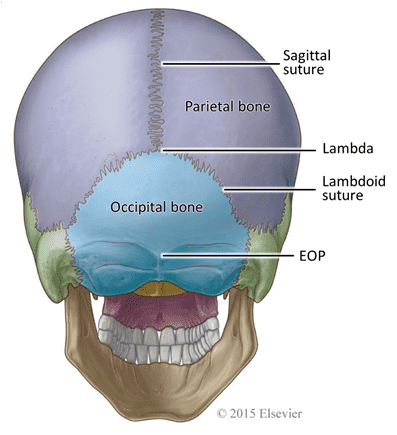 Sagittal
suture
Parietal bone
Lambda
Lambdoid
suture
Occipital bone
EOP
© 2015 Elsevier